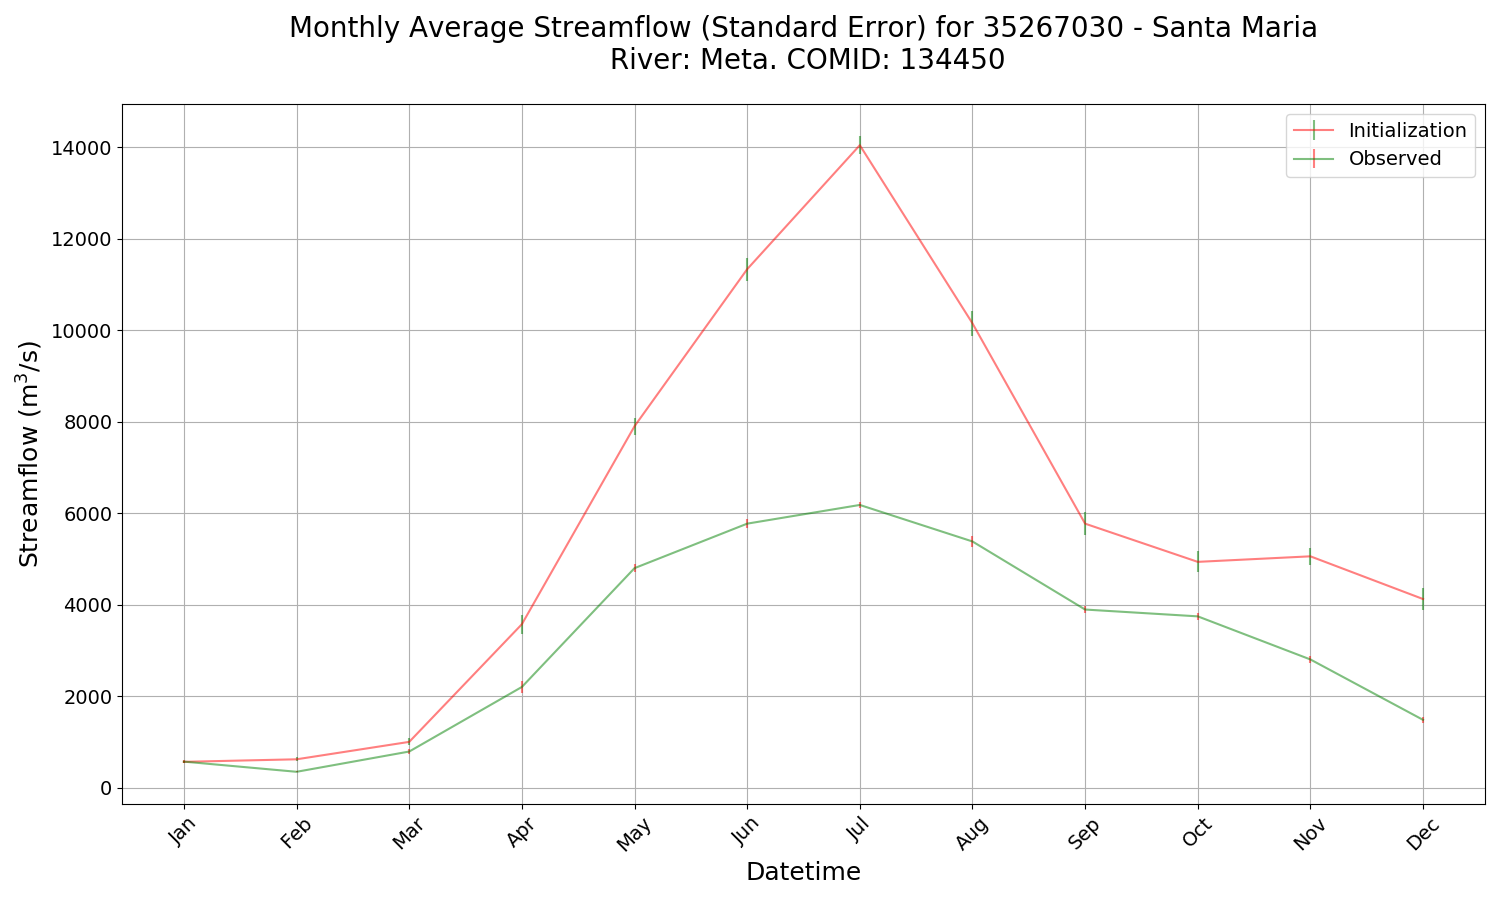 Monthly Average Streamflow (Standard Error) for 35267030 - Santa Maria
River: Meta. COMID: 134450
Initialization
Observed
Streamflow (m³/s)
14000
12000
10000
8000
6000
4000
2000
0
Jan Feb Mar Apr May Jun Jul Aug Sep Oct Nov Dec
Datetime